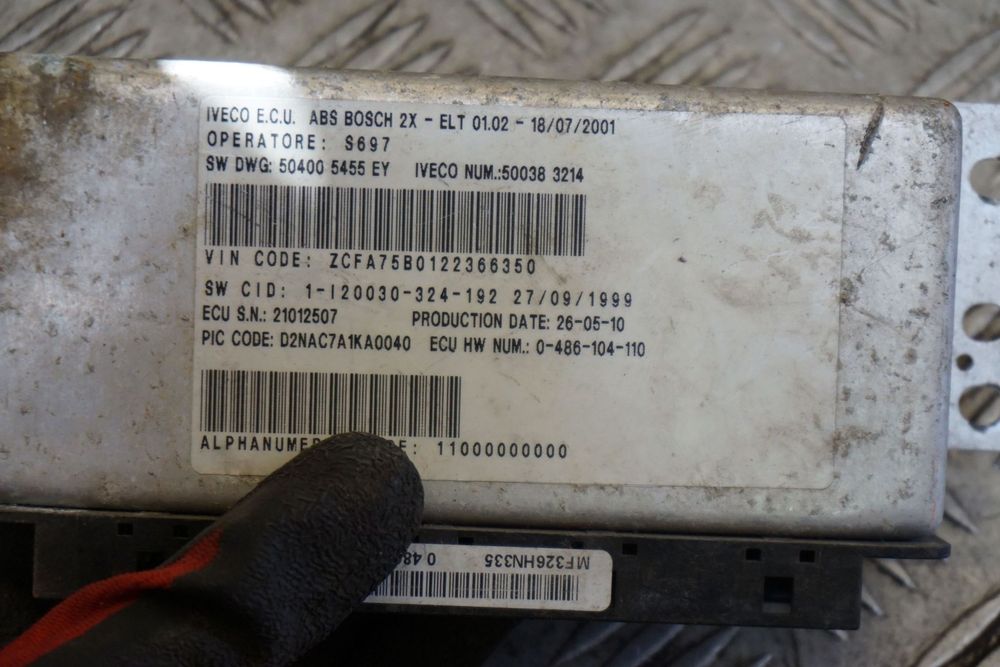 IVECO E.C.U. ABS BOSCH 2X - ELT 01.02 - 18/07/2001
OPERATORE: S697
SW DWG: 50400 5455 EY IVECO NUM.:50038 3214
VIN CODE: ZCFA75B0122366350
SW CID: 1-I20030-324-192 27/09/1999
ECU S.N.: 21012507 PRODUCTION DATE: 26-05-10
PIC CODE: D2NAC7A1KA0040 ECU HW NUM.: 0-486-104-110
11000000000
MF326HN335